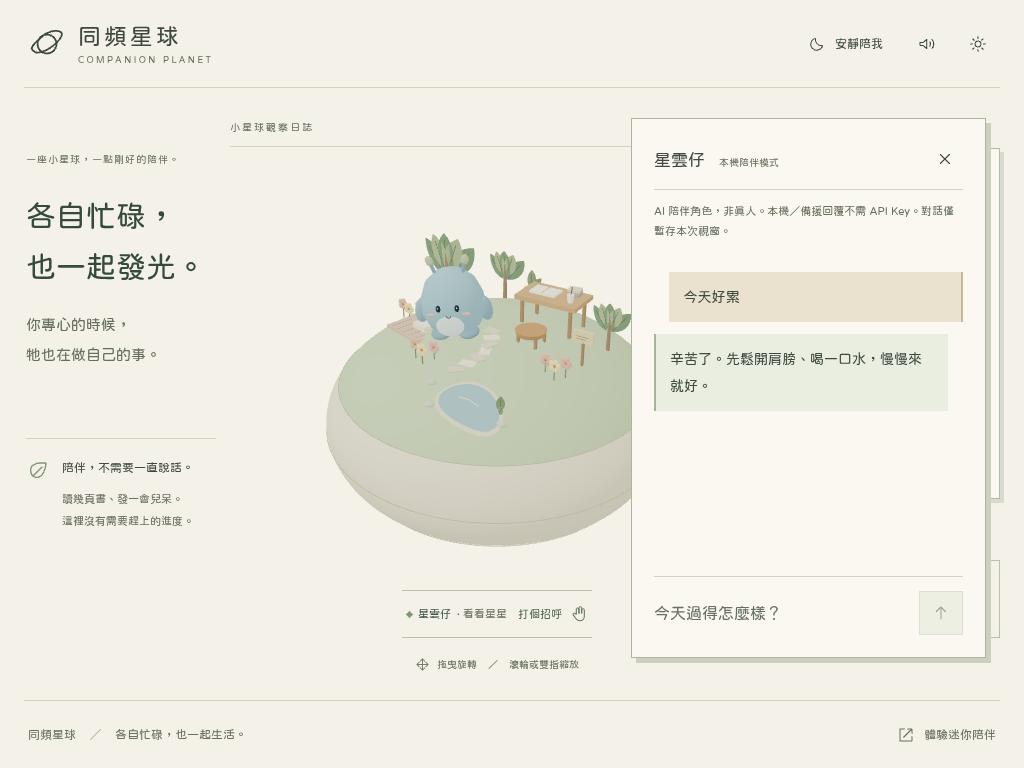 同頻星球
COMPANION PLANET
安靜陪我
小星球觀察日誌
一座小星球，一點剛好的陪伴。
各自忙碌，
也一起發光。
你專心的時候，
牠也在做自己的事。
陪伴，不需要一直說話。
讀幾頁書、發一會兒呆。
這裡沒有需要趕上的進度。
星雲仔 · 看看星星 打個招呼
拖曳旋轉 ／ 滾輪或雙指縮放
星雲仔 本機陪伴模式
AI 陪伴角色，非真人。本機／備援回覆不需 API Key。對話僅
暫存本次視窗。
今天好累
辛苦了。先鬆開肩膀、喝一口水，慢慢來
就好。
今天過得怎麼樣？
同頻星球 ／ 各自忙碌，也一起生活。
體驗迷你陪伴